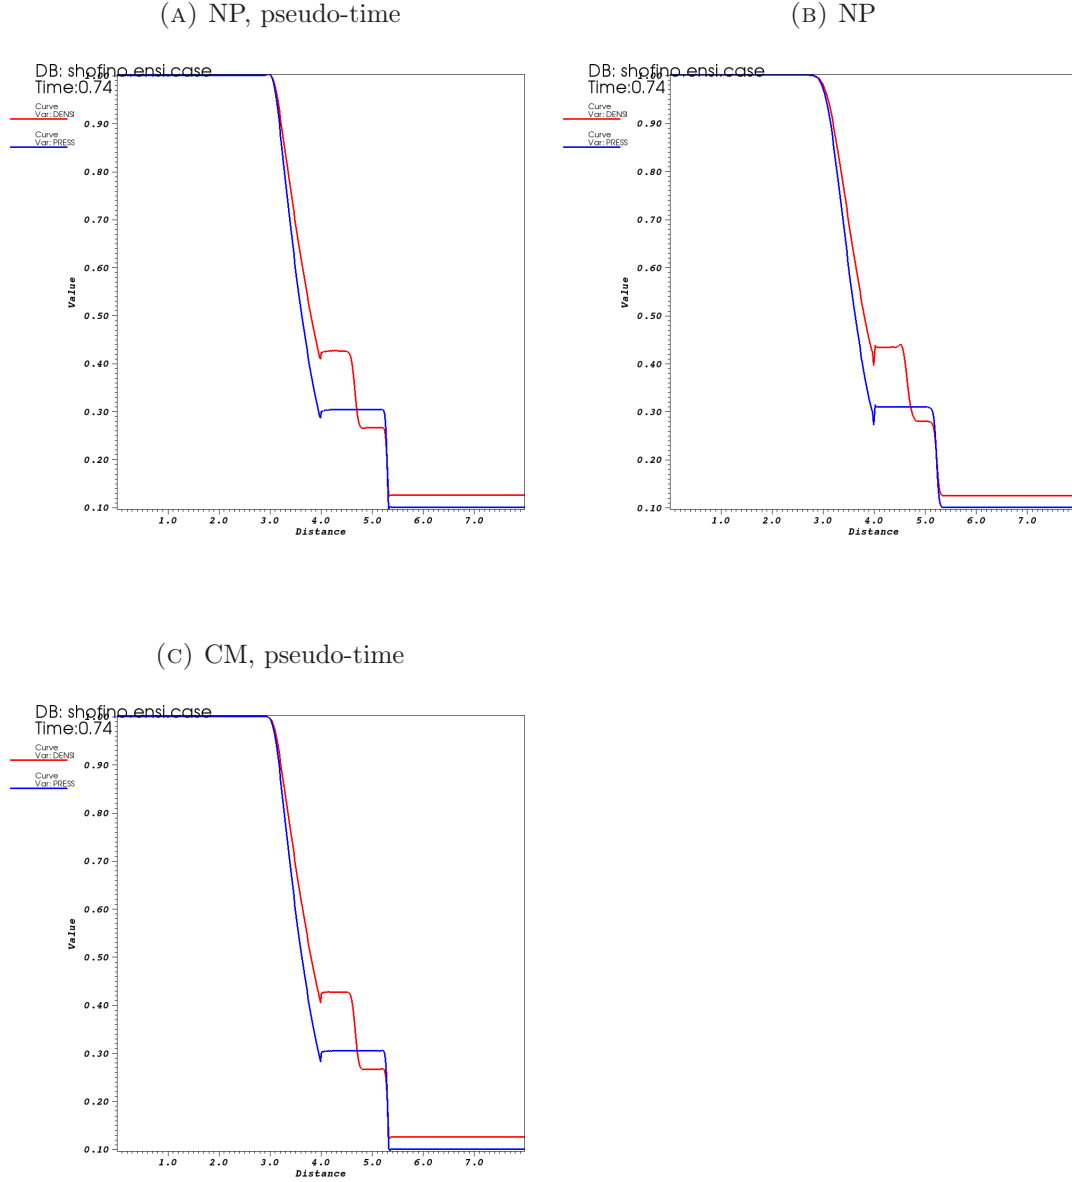 (A) NP, pseudo-time
DB: shofino.ensi.case
Time:0.74
Curve
Var: DENSI
Curve
Var: PRESS
1.00
0.90
0.80
0.70
0.60
0.50
0.40
0.30
0.20
0.10
Value
1.0 2.0 3.0 4.0 5.0 6.0 7.0
Distance
(B) NP
DB: shofino.ensi.case
Time:0.74
Curve
Var: DENSI
Curve
Var: PRESS
1.00
0.90
0.80
0.70
0.60
0.50
0.40
0.30
0.20
0.10
Value
1.0 2.0 3.0 4.0 5.0 6.0 7.0
Distance
(C) CM, pseudo-time
DB: shofino.ensi.case
Time:0.74
Curve
Var: DENSI
Curve
Var: PRESS
1.00
0.90
0.80
0.70
0.60
0.50
0.40
0.30
0.20
0.10
Value
1.0 2.0 3.0 4.0 5.0 6.0 7.0
Distance